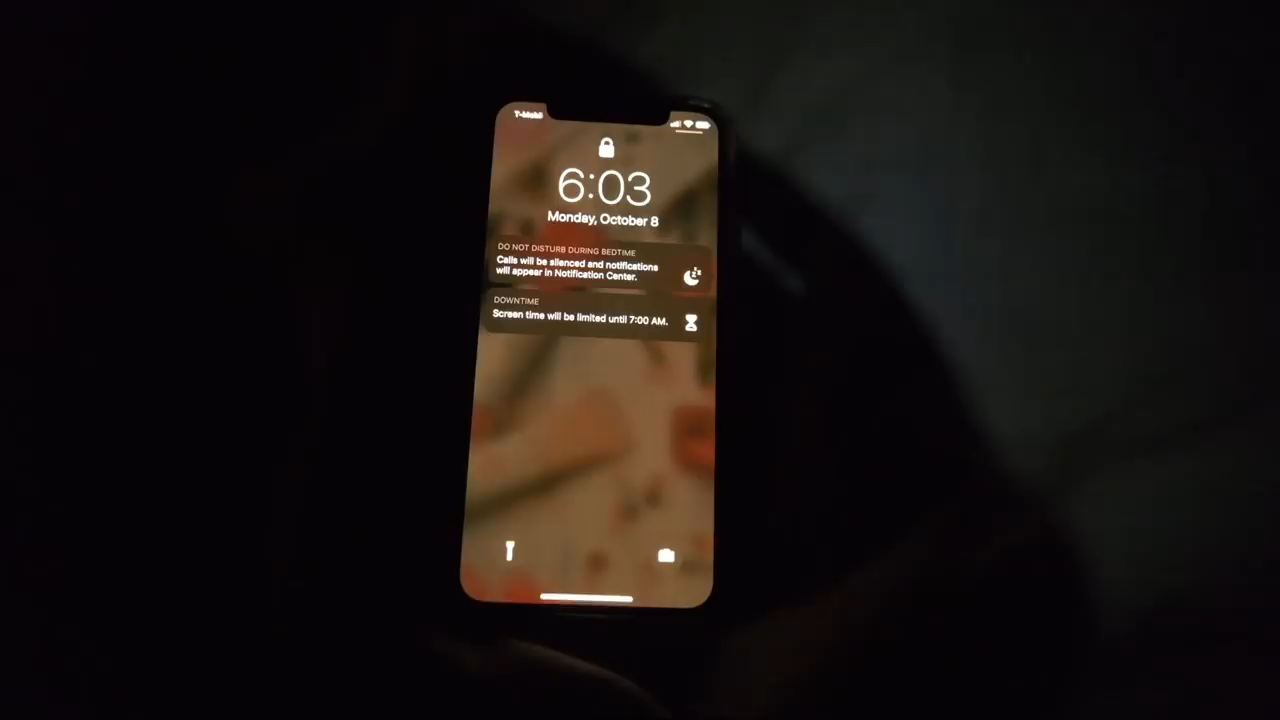 T-Mobil
6:03
Monday, October 8
DO NOT DISTURB DURING BEDTIME
Calls will be silenced and notifications
will appear in Notification Center.
DOWNTIME
Screen time will be limited until 7:00 AM.